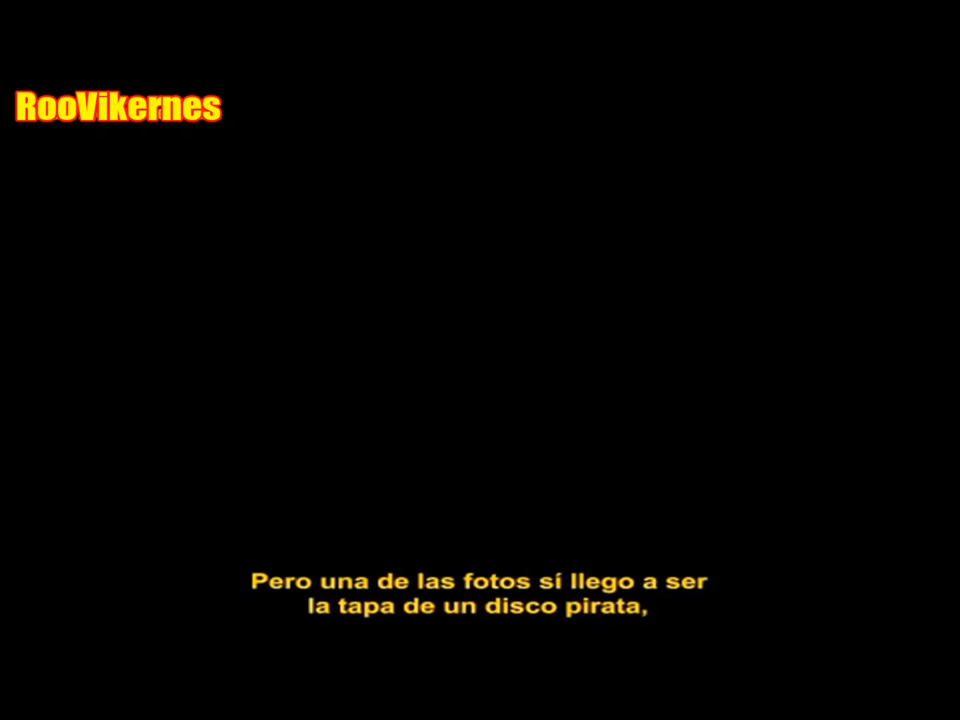 RooVikernes
Pero una de las fotos sí llego a ser
la tapa de un disco pirata,